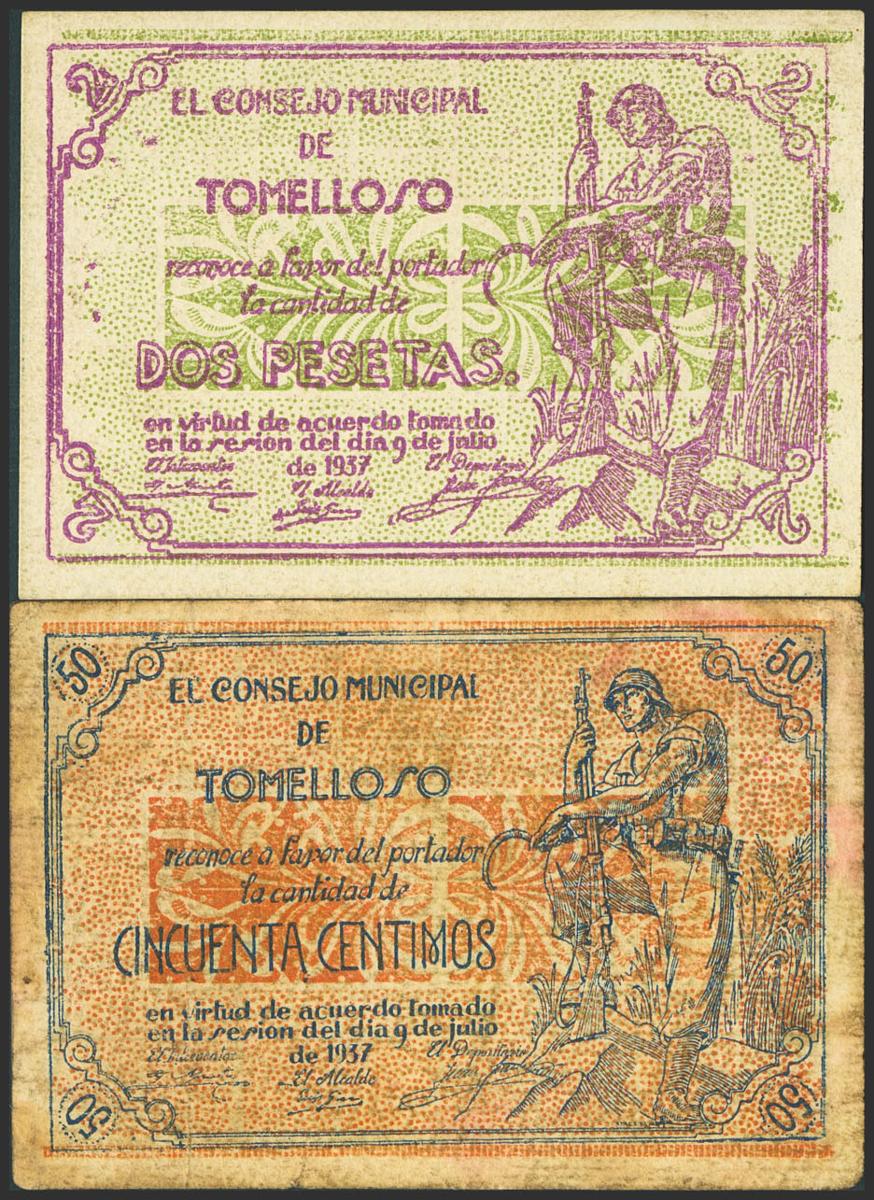 2 2
EL CONSEJO MUNICIPAL
DE
TOMELLOSO
reconoce a favor del portador
la cantidad de
DOS PESETAS.
en virtud de acuerdo tomado
en la sesion del dia 9 de julio
de 1937
El Interventor El Depositario
El Alcalde
2 2
50 50
EL CONSEJO MUNICIPAL
DE
TOMELLOSO
reconoce a favor del portador
la cantidad de
CINCUENTA CENTIMOS
en virtud de acuerdo tomado
en la sesion del dia 9 de julio
de 1937
El Interventor El Depositario
El Alcalde
50 50